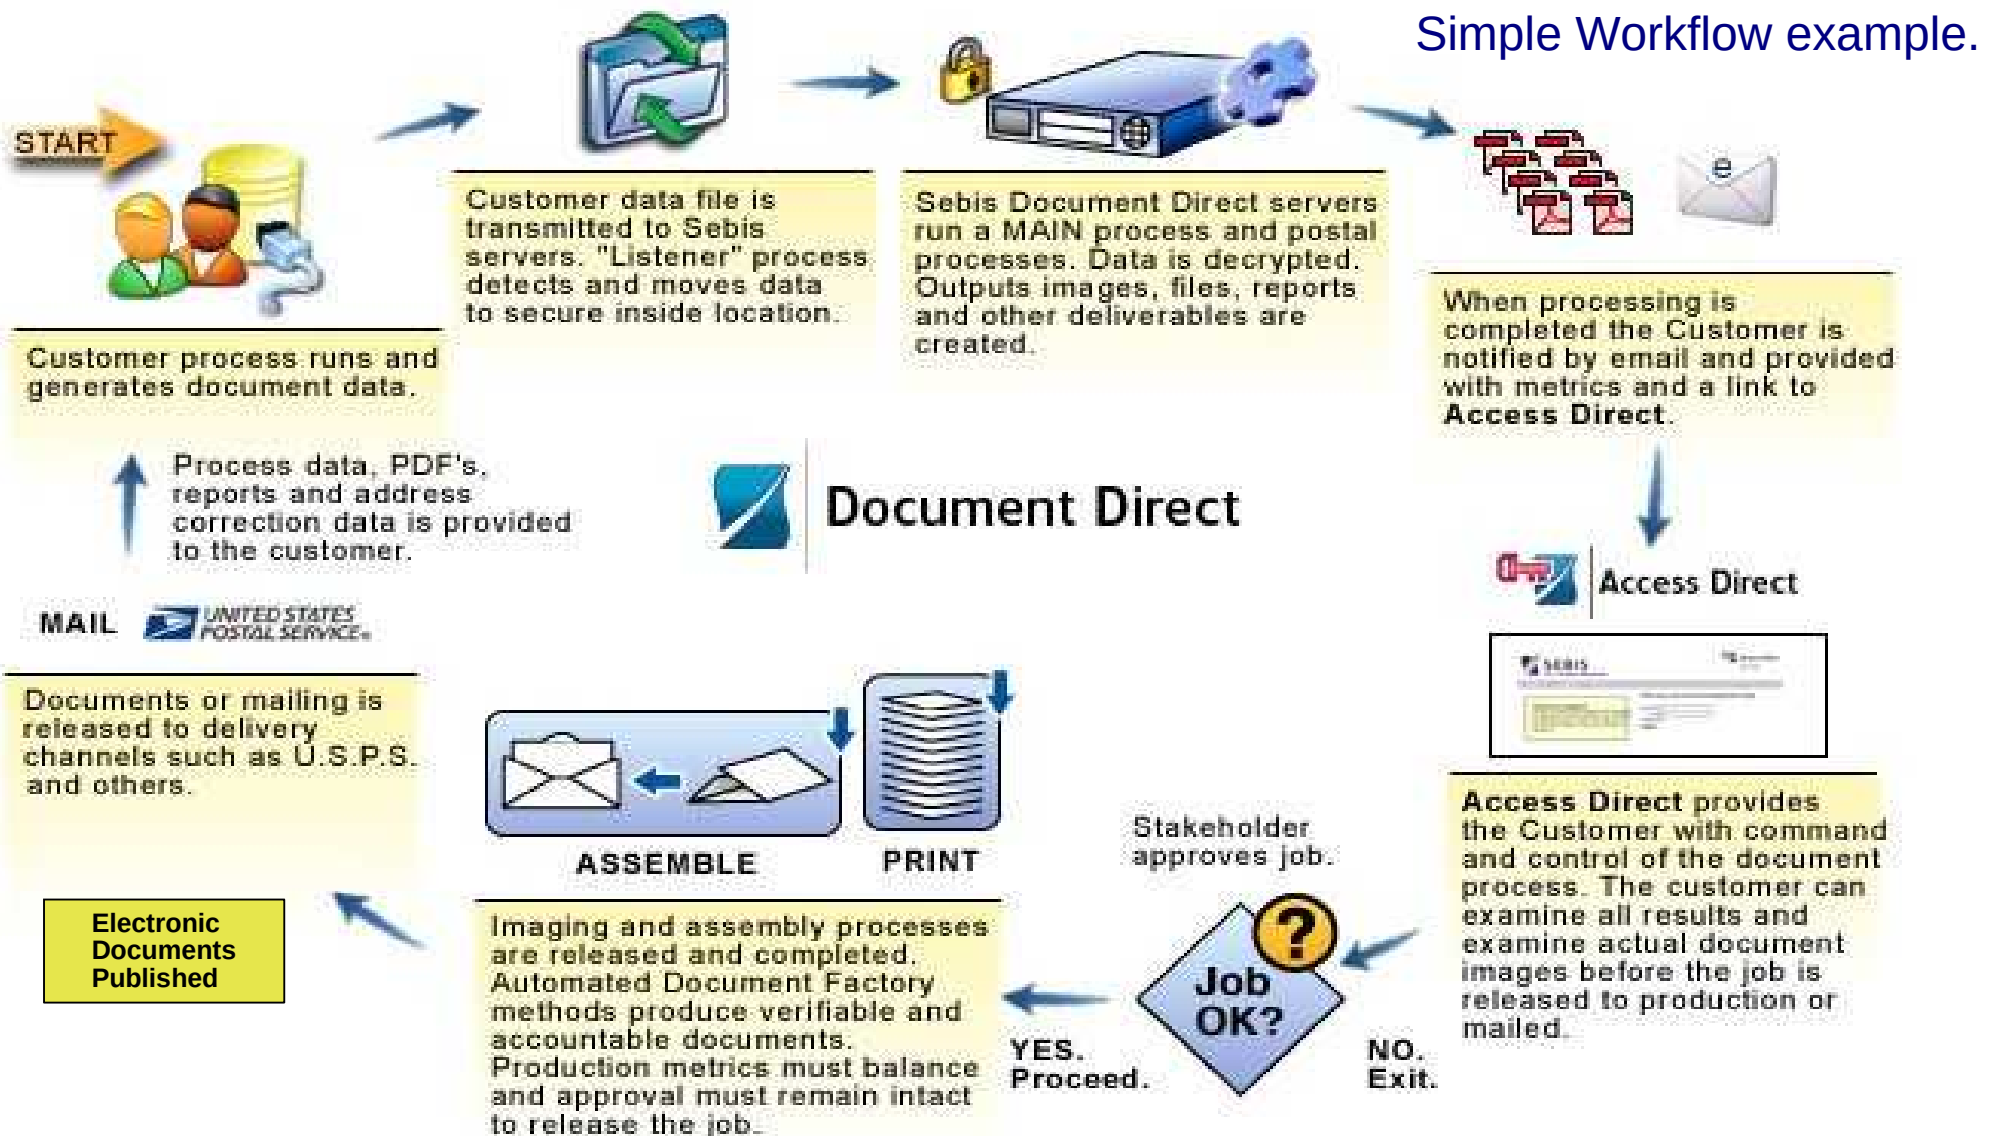 Simple Workflow example.
START
Customer process runs and
generates document data.
Customer data file is
transmitted to Sebis
servers. "Listener" process
detects and moves data
to secure inside location.
Sebis Document Direct servers
run a MAIN process and postal
processes. Data is decrypted.
Outputs images, files, reports
and other deliverables are
created.
e
When processing is
completed the Customer is
notified by email and provided
with metrics and a link to
Access Direct.
Process data, PDF's,
reports and address
correction data is provided
to the customer.
Document Direct
Access Direct
SEBIS
MAIL
UNITED STATES
POSTAL SERVICE
Documents or mailing is
released to delivery
channels such as U.S.P.S.
and others.
ASSEMBLE
PRINT
Stakeholder
approves job.
Access Direct provides
the Customer with command
and control of the document
process. The customer can
examine all results and
examine actual document
images before the job is
released to production or
mailed.
Electronic
Documents
Published
Imaging and assembly processes
are released and completed.
Automated Document Factory
methods produce verifiable and
accountable documents.
Production metrics must balance
and approval must remain intact
to release the job.
?
Job
OK?
YES.
Proceed.
NO.
Exit.